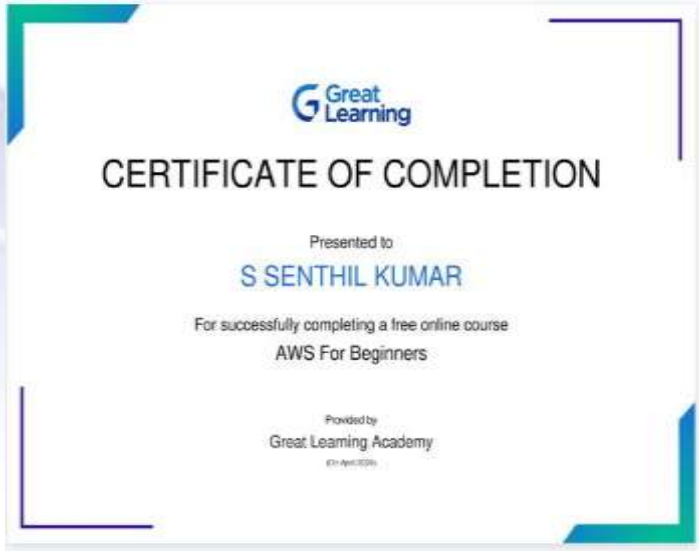 Great
Learning
CERTIFICATE OF COMPLETION
Presented to
S SENTHIL KUMAR
For successfully completing a free online course
AWS For Beginners
Provided by
Great Learning Academy